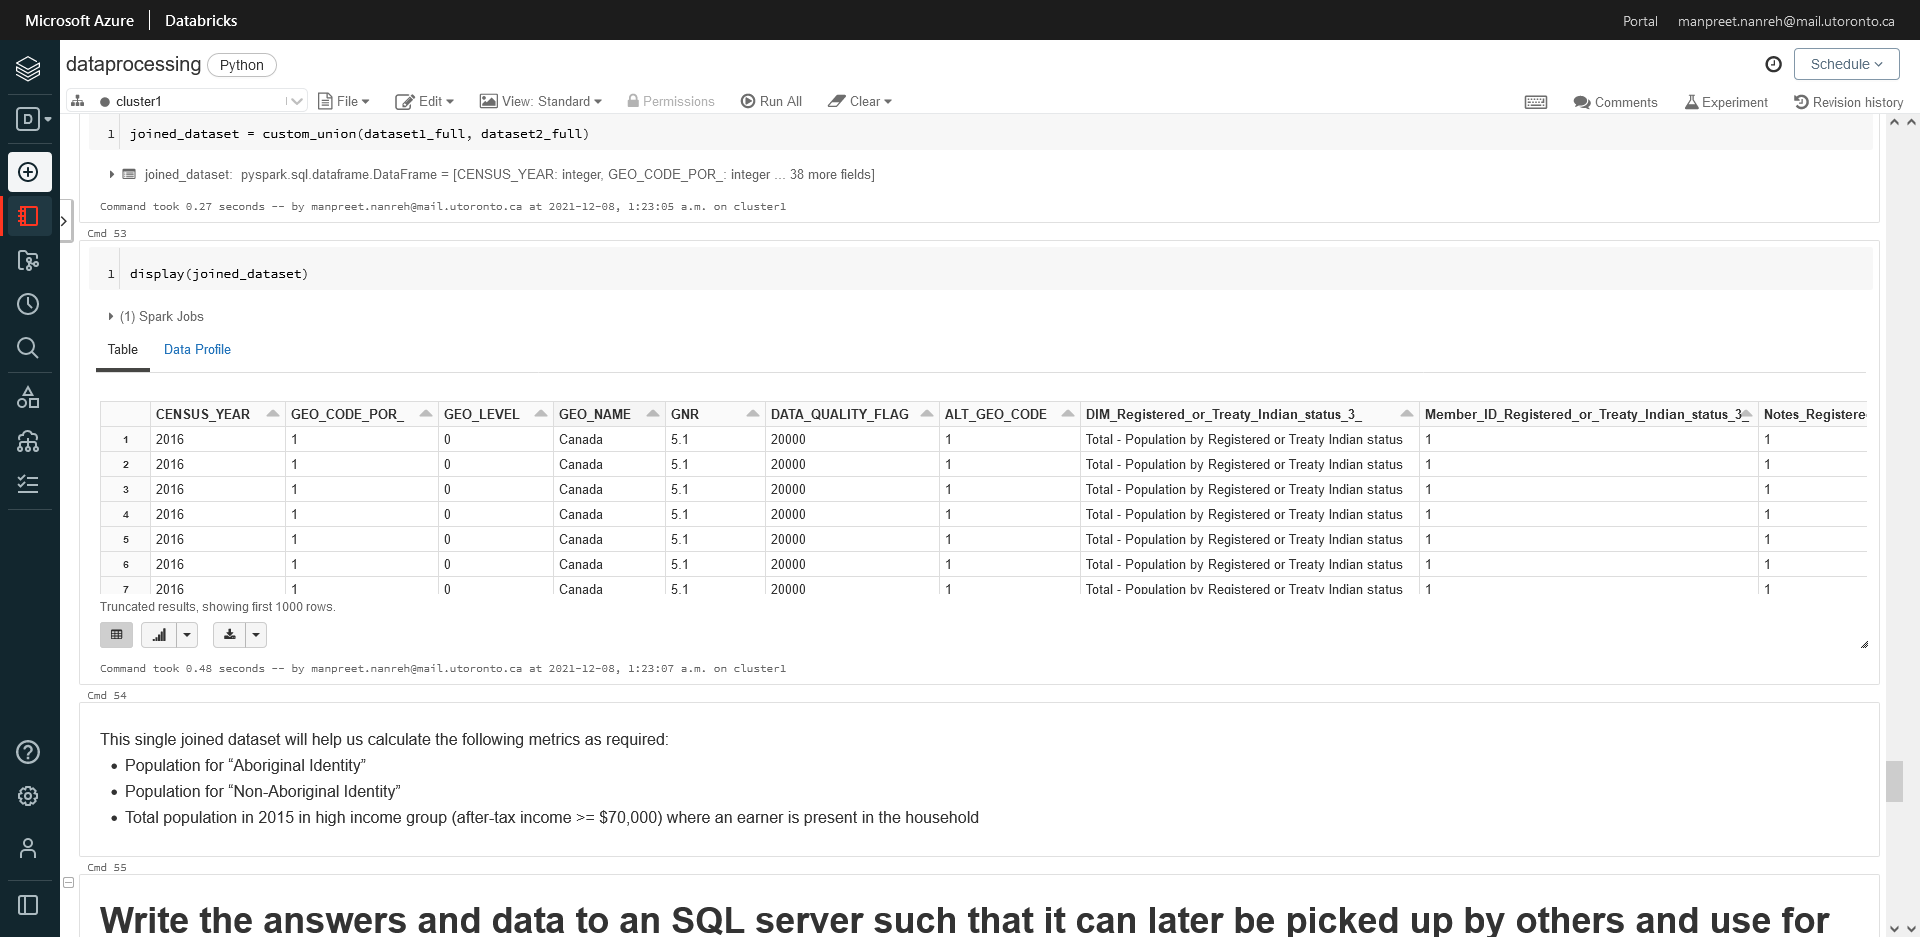 Microsoft Azure Databricks Portal manpreet.nanreh@mail.utoronto.ca
dataprocessing Python Schedule
D
cluster1 File Edit View: Standard Permissions Run All Clear Comments Experiment Revision history
1 joined_dataset = custom_union(dataset1_full, dataset2_full)
joined_dataset: pyspark.sql.dataframe.DataFrame = [CENSUS_YEAR: integer, GEO_CODE_POR_: integer ... 38 more fields]
Command took 0.27 seconds -- by manpreet.nanreh@mail.utoronto.ca at 2021-12-08, 1:23:05 a.m. on cluster1
Cmd 53
1 display(joined_dataset)
(1) Spark Jobs
Table Data Profile
CENSUS_YEAR GEO_CODE_POR_ GEO_LEVEL GEO_NAME GNR DATA_QUALITY_FLAG ALT_GEO_CODE DIM_Registered_or_Treaty_Indian_status_3_ Member_ID_Registered_or_Treaty_Indian_status_3_ Notes_Registere
1 2016 1 0 Canada 5.1 20000 1 Total - Population by Registered or Treaty Indian status 1 1
2 2016 1 0 Canada 5.1 20000 1 Total - Population by Registered or Treaty Indian status 1 1
3 2016 1 0 Canada 5.1 20000 1 Total - Population by Registered or Treaty Indian status 1 1
4 2016 1 0 Canada 5.1 20000 1 Total - Population by Registered or Treaty Indian status 1 1
5 2016 1 0 Canada 5.1 20000 1 Total - Population by Registered or Treaty Indian status 1 1
6 2016 1 0 Canada 5.1 20000 1 Total - Population by Registered or Treaty Indian status 1 1
7 2016 1 0 Canada 5.1 20000 1 Total - Population by Registered or Treaty Indian status 1 1
Truncated results, showing first 1000 rows.
Command took 0.48 seconds -- by manpreet.nanreh@mail.utoronto.ca at 2021-12-08, 1:23:07 a.m. on cluster1
Cmd 54
This single joined dataset will help us calculate the following metrics as required:
• Population for “Aboriginal Identity”
• Population for “Non-Aboriginal Identity”
• Total population in 2015 in high income group (after-tax income >= $70,000) where an earner is present in the household
Cmd 55
Write the answers and data to an SQL server such that it can later be picked up by others and use for